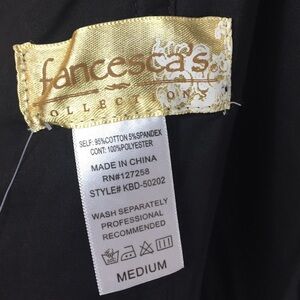 fancesca's
COLLECTIONS
SELF: 95%COTTON 5%SPANDEX
CONT: 100%POLYESTER
MADE IN CHINA
RN#127258
STYLE# KBD-50202
WASH SEPARATELY
PROFESSIONAL
RECOMMENDED
MEDIUM